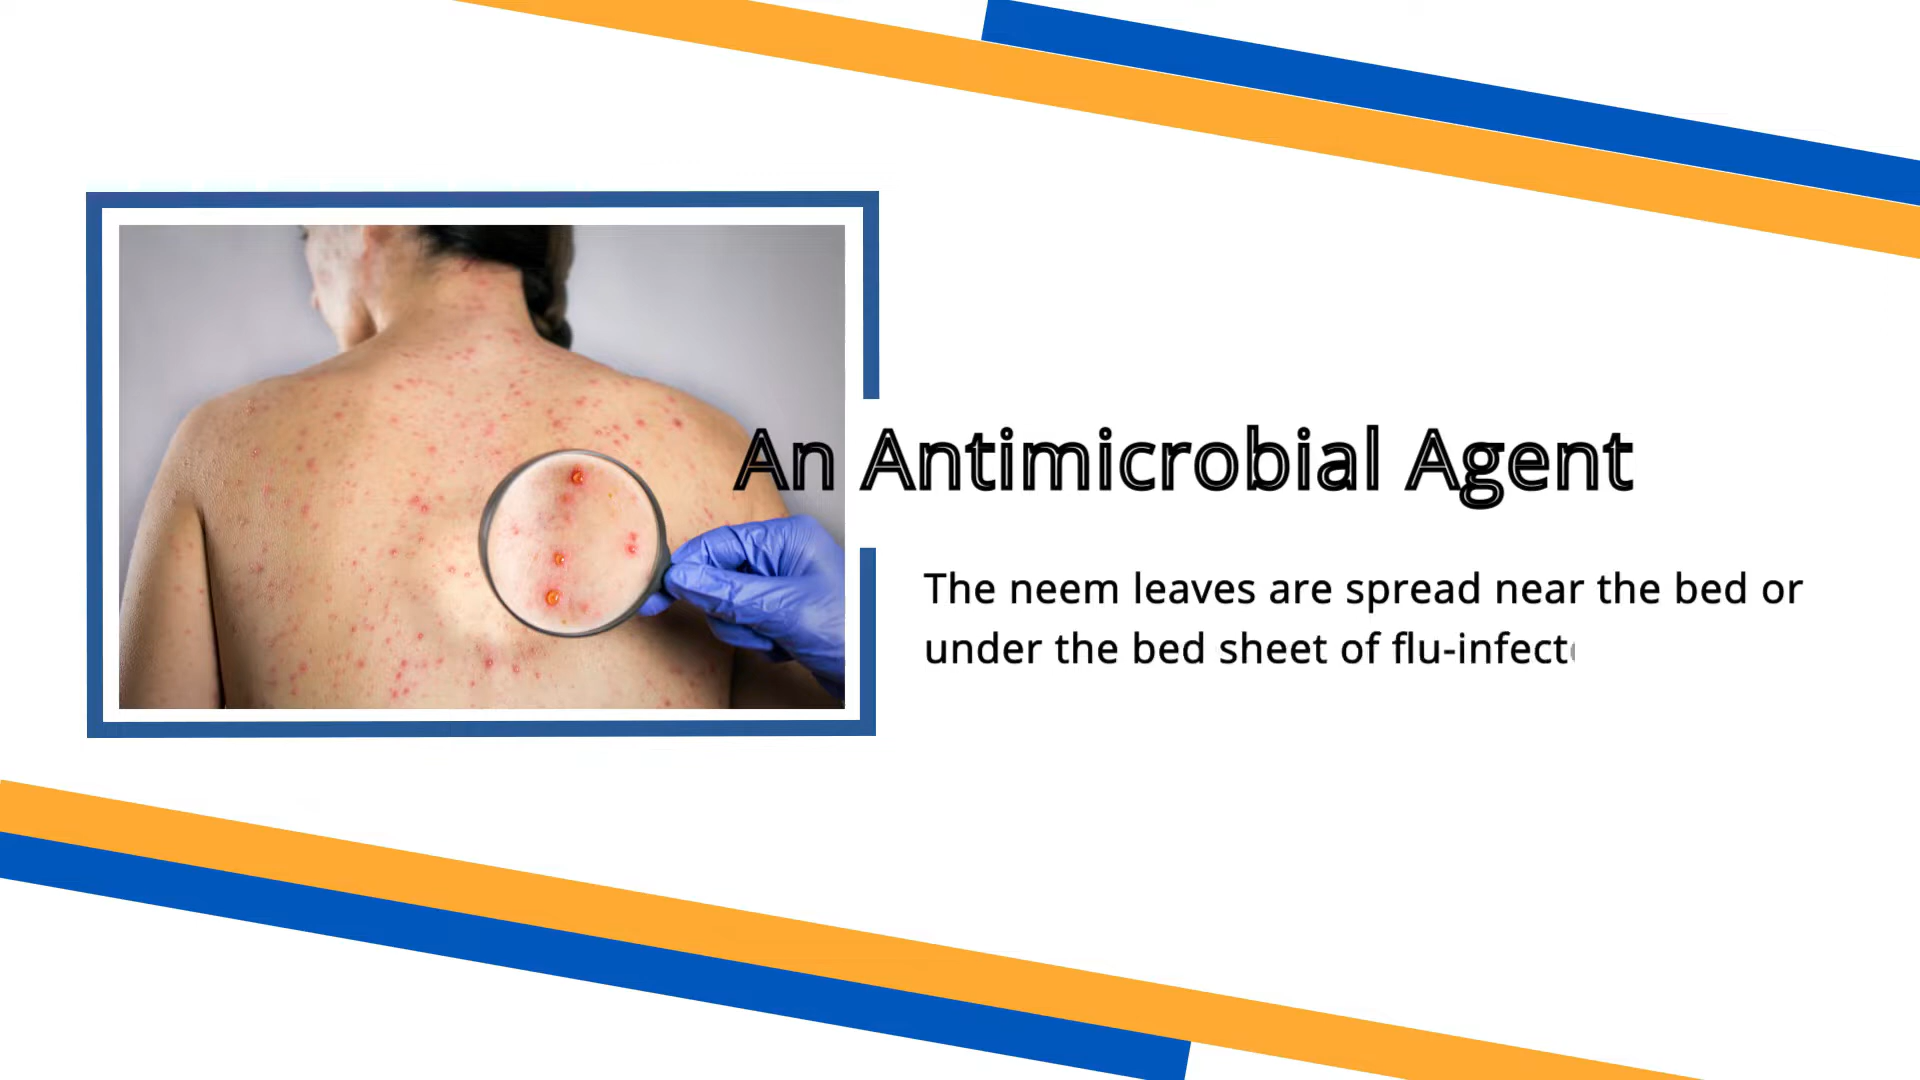 An Antimicrobial Agent
The neem leaves are spread near the bed or
under the bed sheet of flu-infect